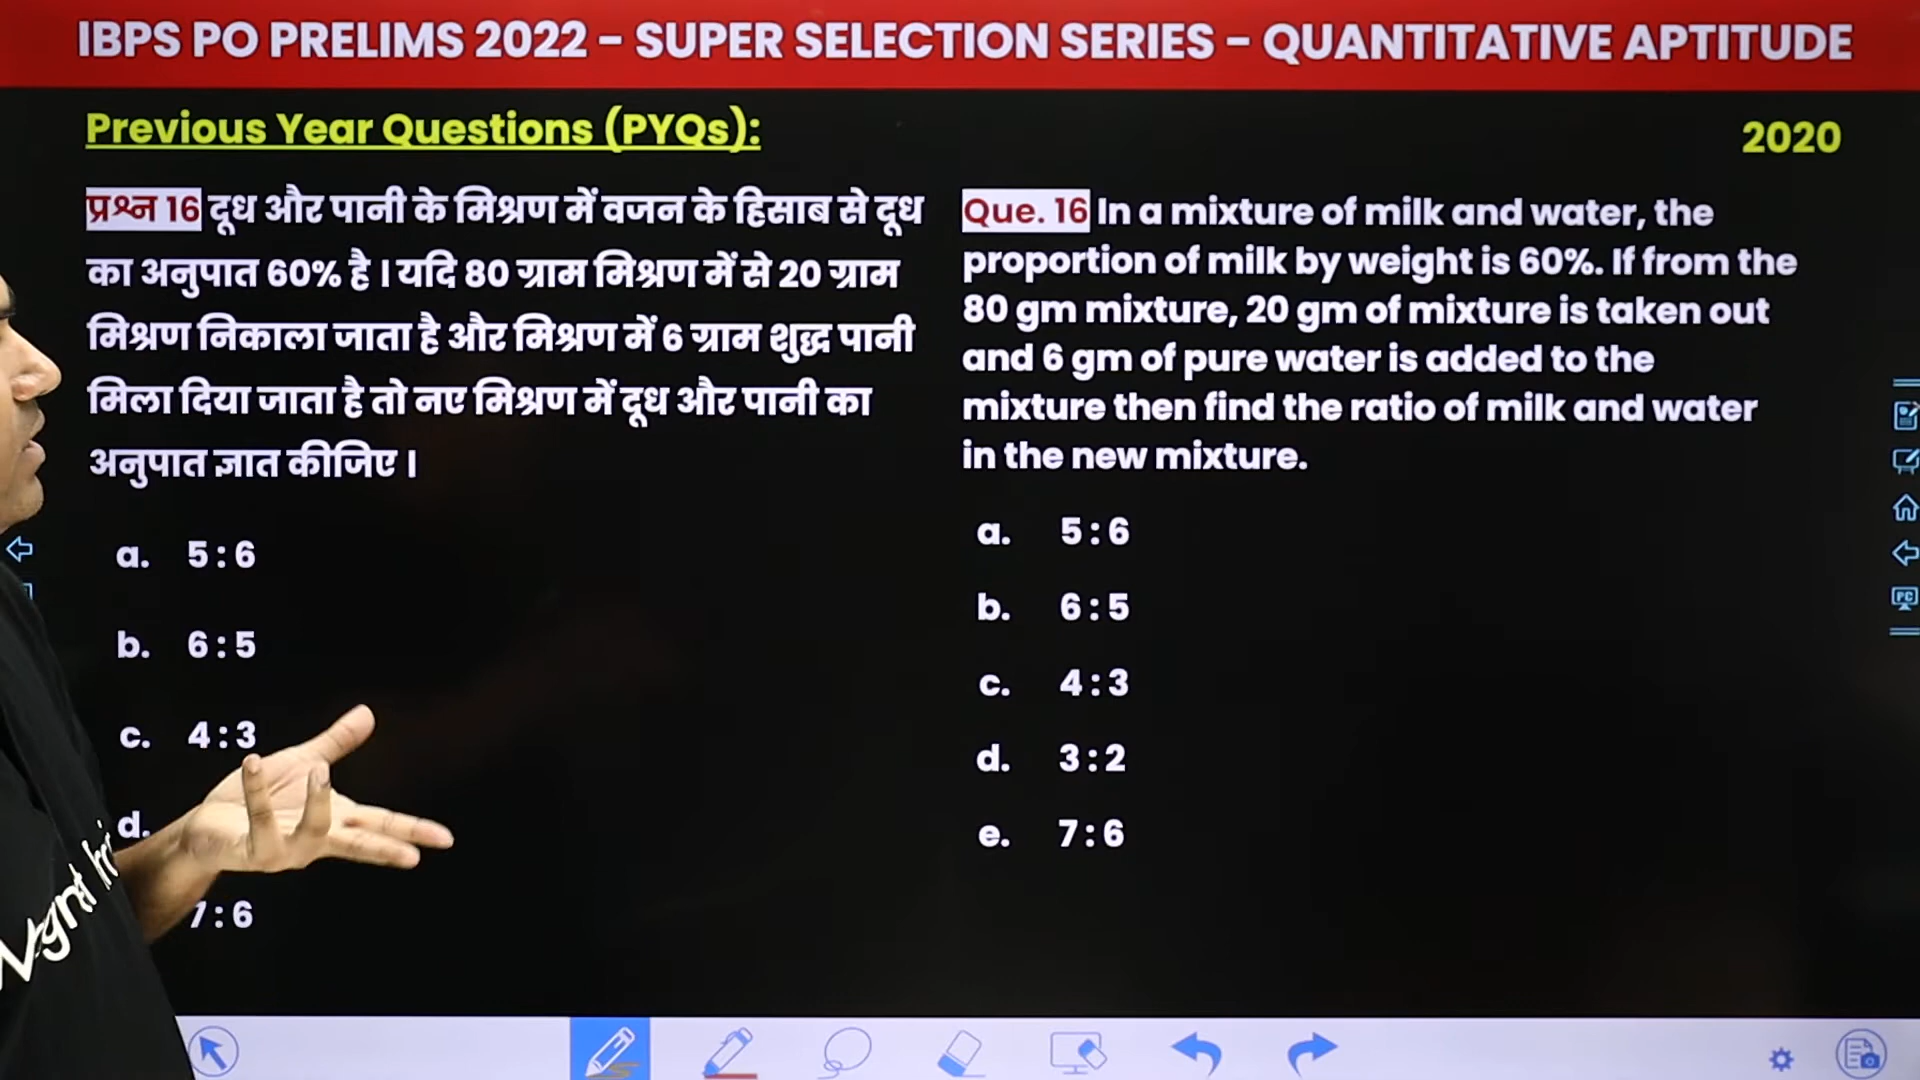 IBPS PO PRELIMS 2022 – SUPER SELECTION SERIES – QUANTITATIVE APTITUDE
Previous Year Questions (PYQs):
2020
प्रश्न 16 दूध और पानी के मिश्रण में वजन के हिसाब से दूध
का अनुपात 60% है । यदि 80 ग्राम मिश्रण में से 20 ग्राम
मिश्रण निकाला जाता है और मिश्रण में 6 ग्राम शुद्ध पानी
मिला दिया जाता है तो नए मिश्रण में दूध और पानी का
अनुपात ज्ञात कीजिए ।
a. 5 : 6
b. 6 : 5
c. 4 : 3
d.
7 : 6
Que. 16 In a mixture of milk and water, the
proportion of milk by weight is 60%. If from the
80 gm mixture, 20 gm of mixture is taken out
and 6 gm of pure water is added to the
mixture then find the ratio of milk and water
in the new mixture.
a. 5 : 6
b. 6 : 5
c. 4 : 3
d. 3 : 2
e. 7 : 6
PC